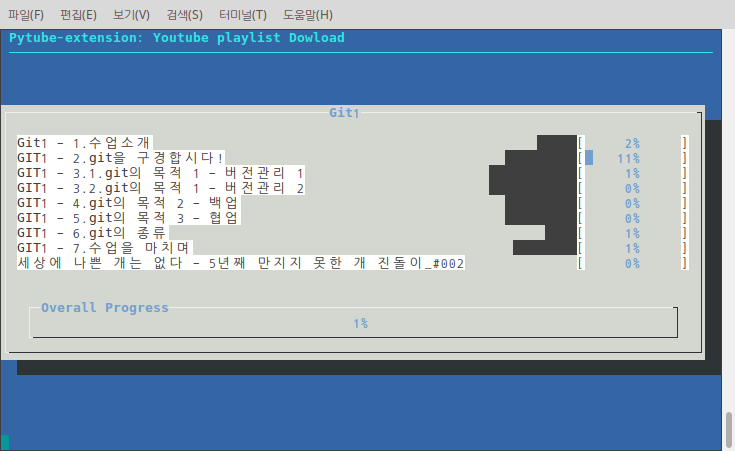 파일(F) 편집(E) 보기(V) 검색(S) 터미널(T) 도움말(H)
Pytube-extension: Youtube playlist Dowload
Git1
Git1 - 1.수업소개 [ 2% ]
GIT1 - 2.git을 구경합시다! [ 11% ]
GIT1 - 3.1.git의 목적 1 - 버전관리 1 [ 1% ]
GIT1 - 3.2.git의 목적 1 - 버전관리 2 [ 0% ]
GIT1 - 4.git의 목적 2 - 백업 [ 0% ]
GIT1 - 5.git의 목적 3 - 협업 [ 0% ]
GIT1 - 6.git의 종류 [ 1% ]
GIT1 - 7.수업을 마치며 [ 1% ]
세상에 나쁜 개는 없다 - 5년째 만지지 못한 개 진돌이_#002 [ 0% ]
Overall Progress
1%